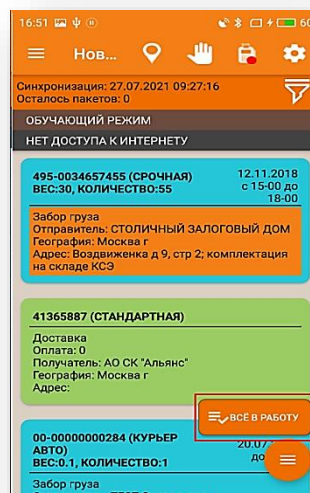 16:51 60
Нов...
Синхронизация: 27.07.2021 09:27:16
Осталось пакетов: 0
ОБУЧАЮЩИЙ РЕЖИМ
НЕТ ДОСТУПА К ИНТЕРНЕТУ
495-0034657455 (СРОЧНАЯ)
ВЕС:30, КОЛИЧЕСТВО:55
12.11.2018
с 15-00 до
18-00
Забор груза
Отправитель: СТОЛИЧНЫЙ ЗАЛОГОВЫЙ ДОМ
География: Москва г
Адрес: Воздвиженка д 9, стр 2; комплектация
на складе КСЭ
41365887 (СТАНДАРТНАЯ)
Доставка
Оплата: 0
Получатель: АО СК "Альянс"
География: Москва г
Адрес:
ВСЁ В РАБОТУ
00-00000000284 (КУРЬЕР
АВТО)
ВЕС:0.1, КОЛИЧЕСТВО:1
20.07
до
Забор груза